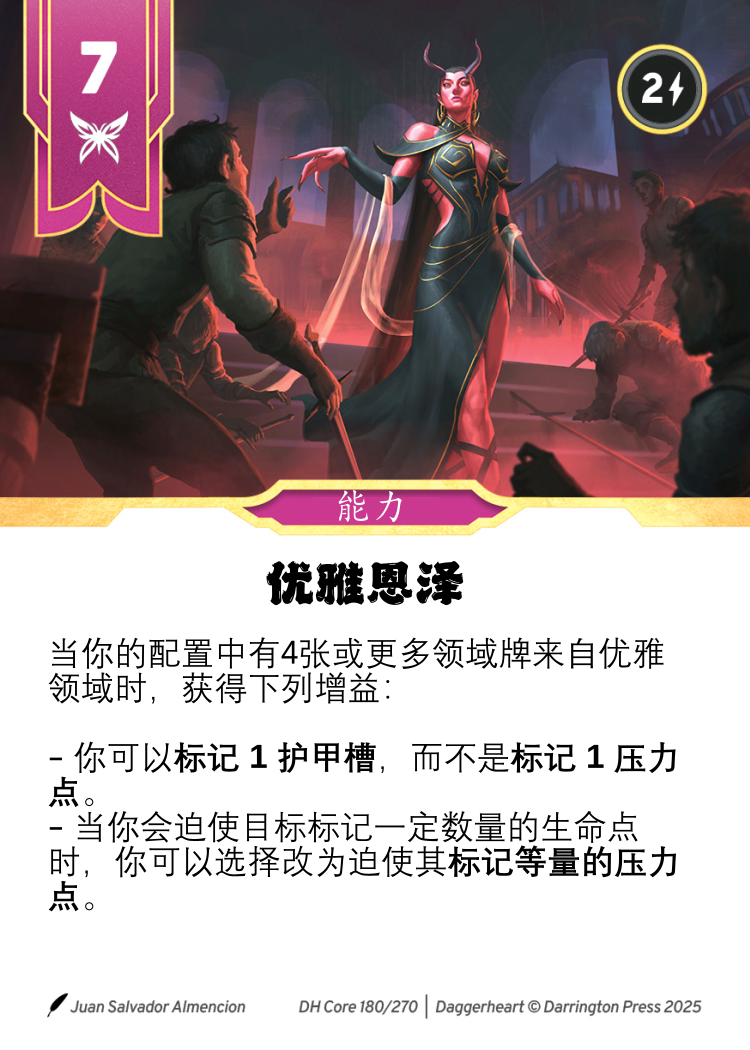 7
2
能力
优雅恩泽
当你的配置中有4张或更多领域牌来自优雅
领域时，获得下列增益：
- 你可以标记 1 护甲槽，而不是标记 1 压力
点。
- 当你会迫使目标标记一定数量的生命点
时，你可以选择改为迫使其标记等量的压力
点。
Juan Salvador Almencion DH Core 180/270 | Daggerheart © Darrington Press 2025